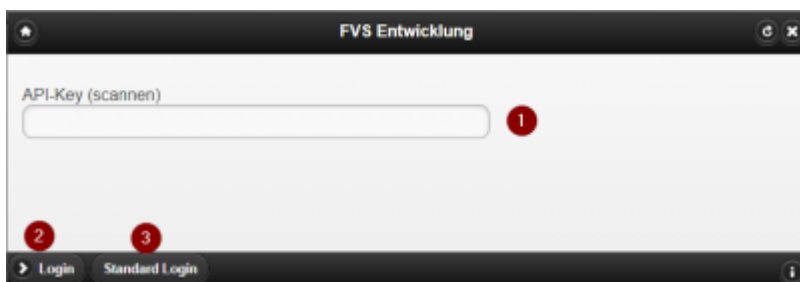 FVS Entwicklung
API-Key (scannen)
1
2
3
Login
Standard Login